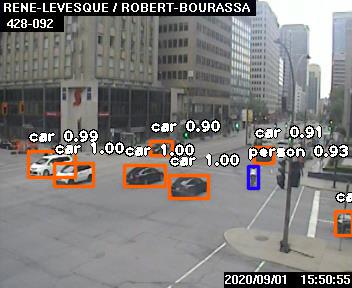 RENE-LEVESQUE / ROBERT-BOURASSA
428-092
car 0.99
car 0.90
car 0.91
car 1.00
car 1.00
car 1.00
person 0.93
ca
2020/09/01 15:50:55